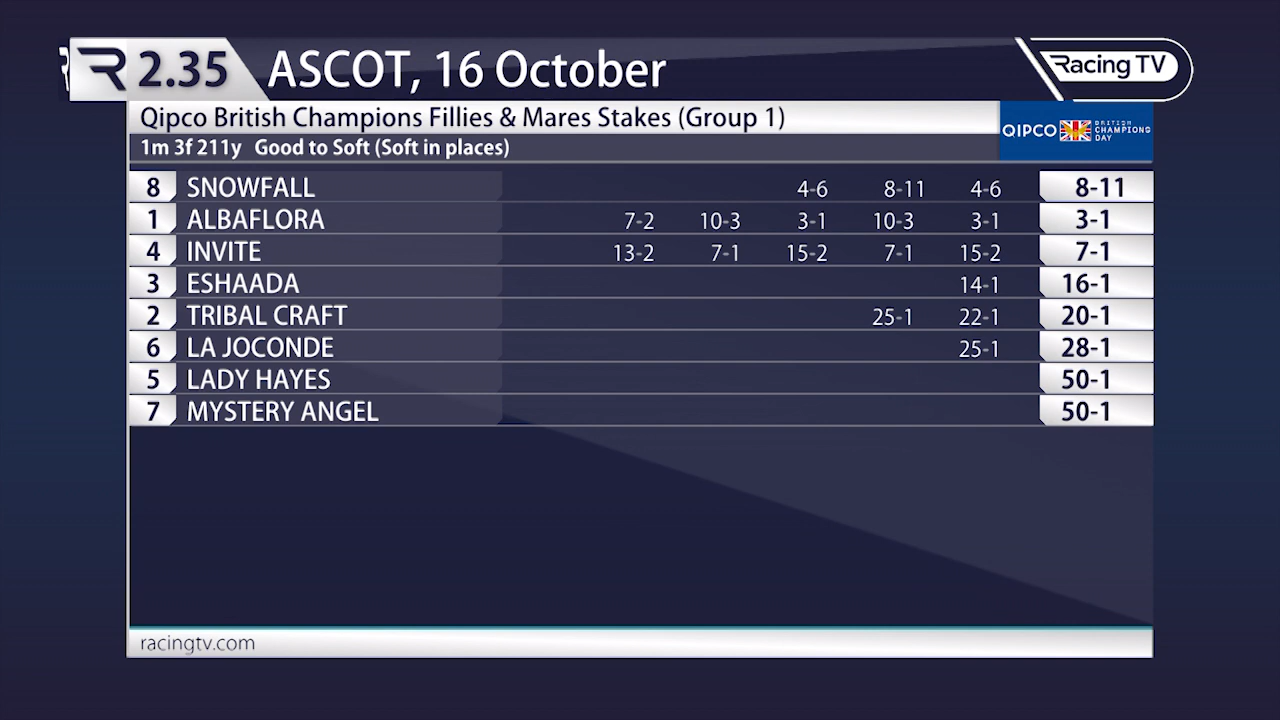 R 2.35 ASCOT, 16 October Racing TV
Qipco British Champions Fillies & Mares Stakes (Group 1)
1m 3f 211y Good to Soft (Soft in places)
QIPCO BRITISH CHAMPIONS DAY
8 SNOWFALL 4-6 8-11 4-6 8-11
1 ALBAFLORA 7-2 10-3 3-1 10-3 3-1 3-1
4 INVITE 13-2 7-1 15-2 7-1 15-2 7-1
3 ESHAADA 14-1 16-1
2 TRIBAL CRAFT 25-1 22-1 20-1
6 LA JOCONDE 25-1 28-1
5 LADY HAYES 50-1
7 MYSTERY ANGEL 50-1
racingtv.com